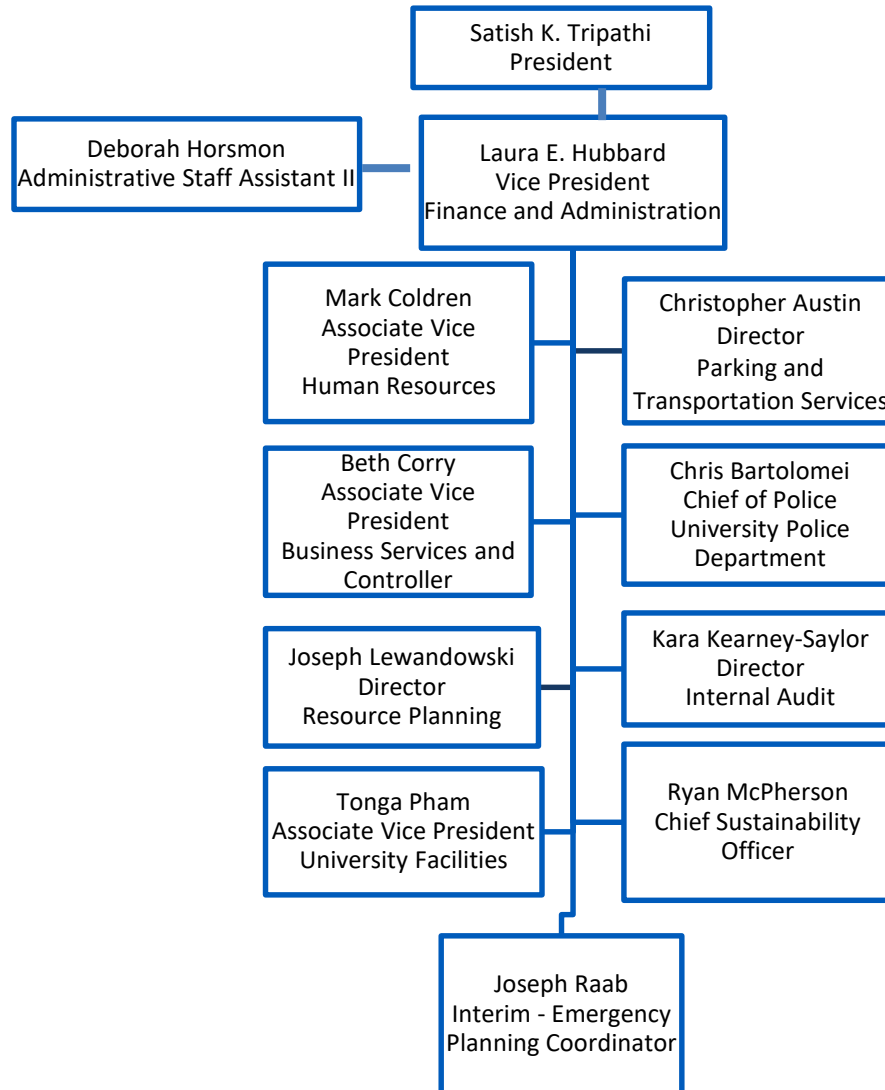 Satish K. Tripathi
President
Deborah Horsmon
Administrative Staff Assistant II
Laura E. Hubbard
Vice President
Finance and Administration
Mark Coldren
Associate Vice
President
Human Resources
Christopher Austin
Director
Parking and
Transportation Services
Beth Corry
Associate Vice
President
Business Services and
Controller
Chris Bartolomei
Chief of Police
University Police
Department
Joseph Lewandowski
Director
Resource Planning
Kara Kearney-Saylor
Director
Internal Audit
Tonga Pham
Associate Vice President
University Facilities
Ryan McPherson
Chief Sustainability
Officer
Joseph Raab
Interim - Emergency
Planning Coordinator